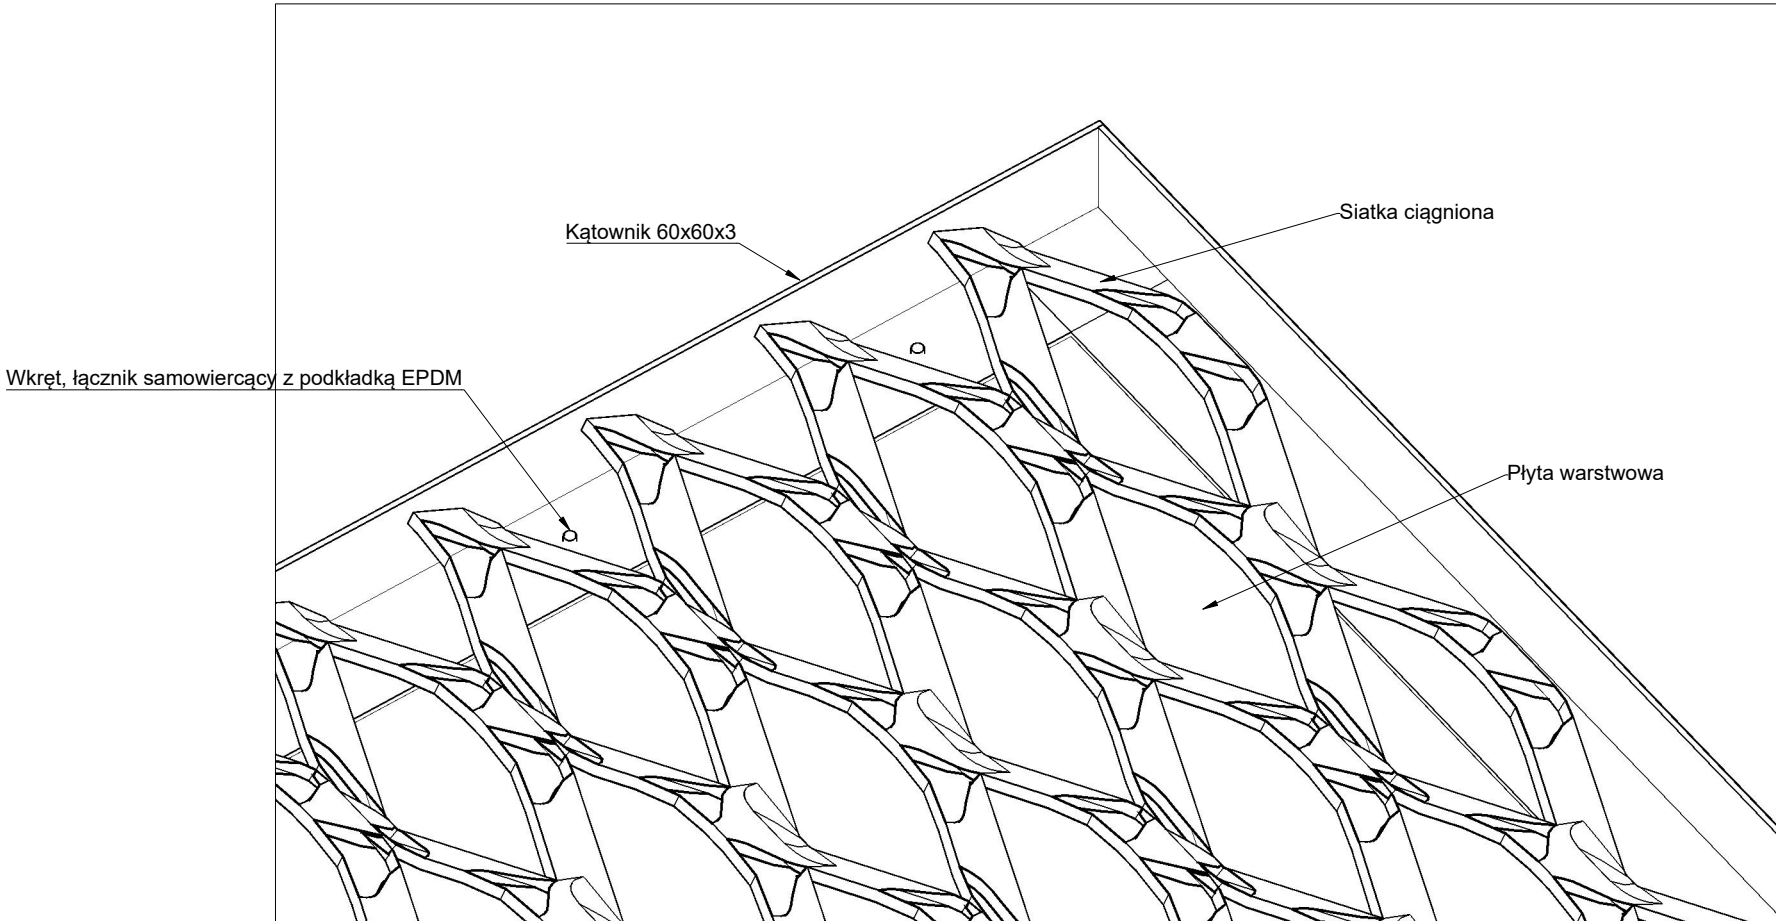 Siatka ciągniona
Kątownik 60x60x3
Wkręt, łącznik samowiercący z podkładką EPDM
Płyta warstwowa